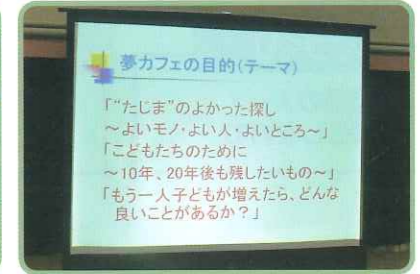 夢カフェの目的(テーマ)
「“たじま”のよかった探し
～よいモノ・よい人・よいところ～」
「こどもたちのために
～10年、20年後も残したいもの～」
「もう一人子どもが増えたら、どんな
良いことがあるか？」